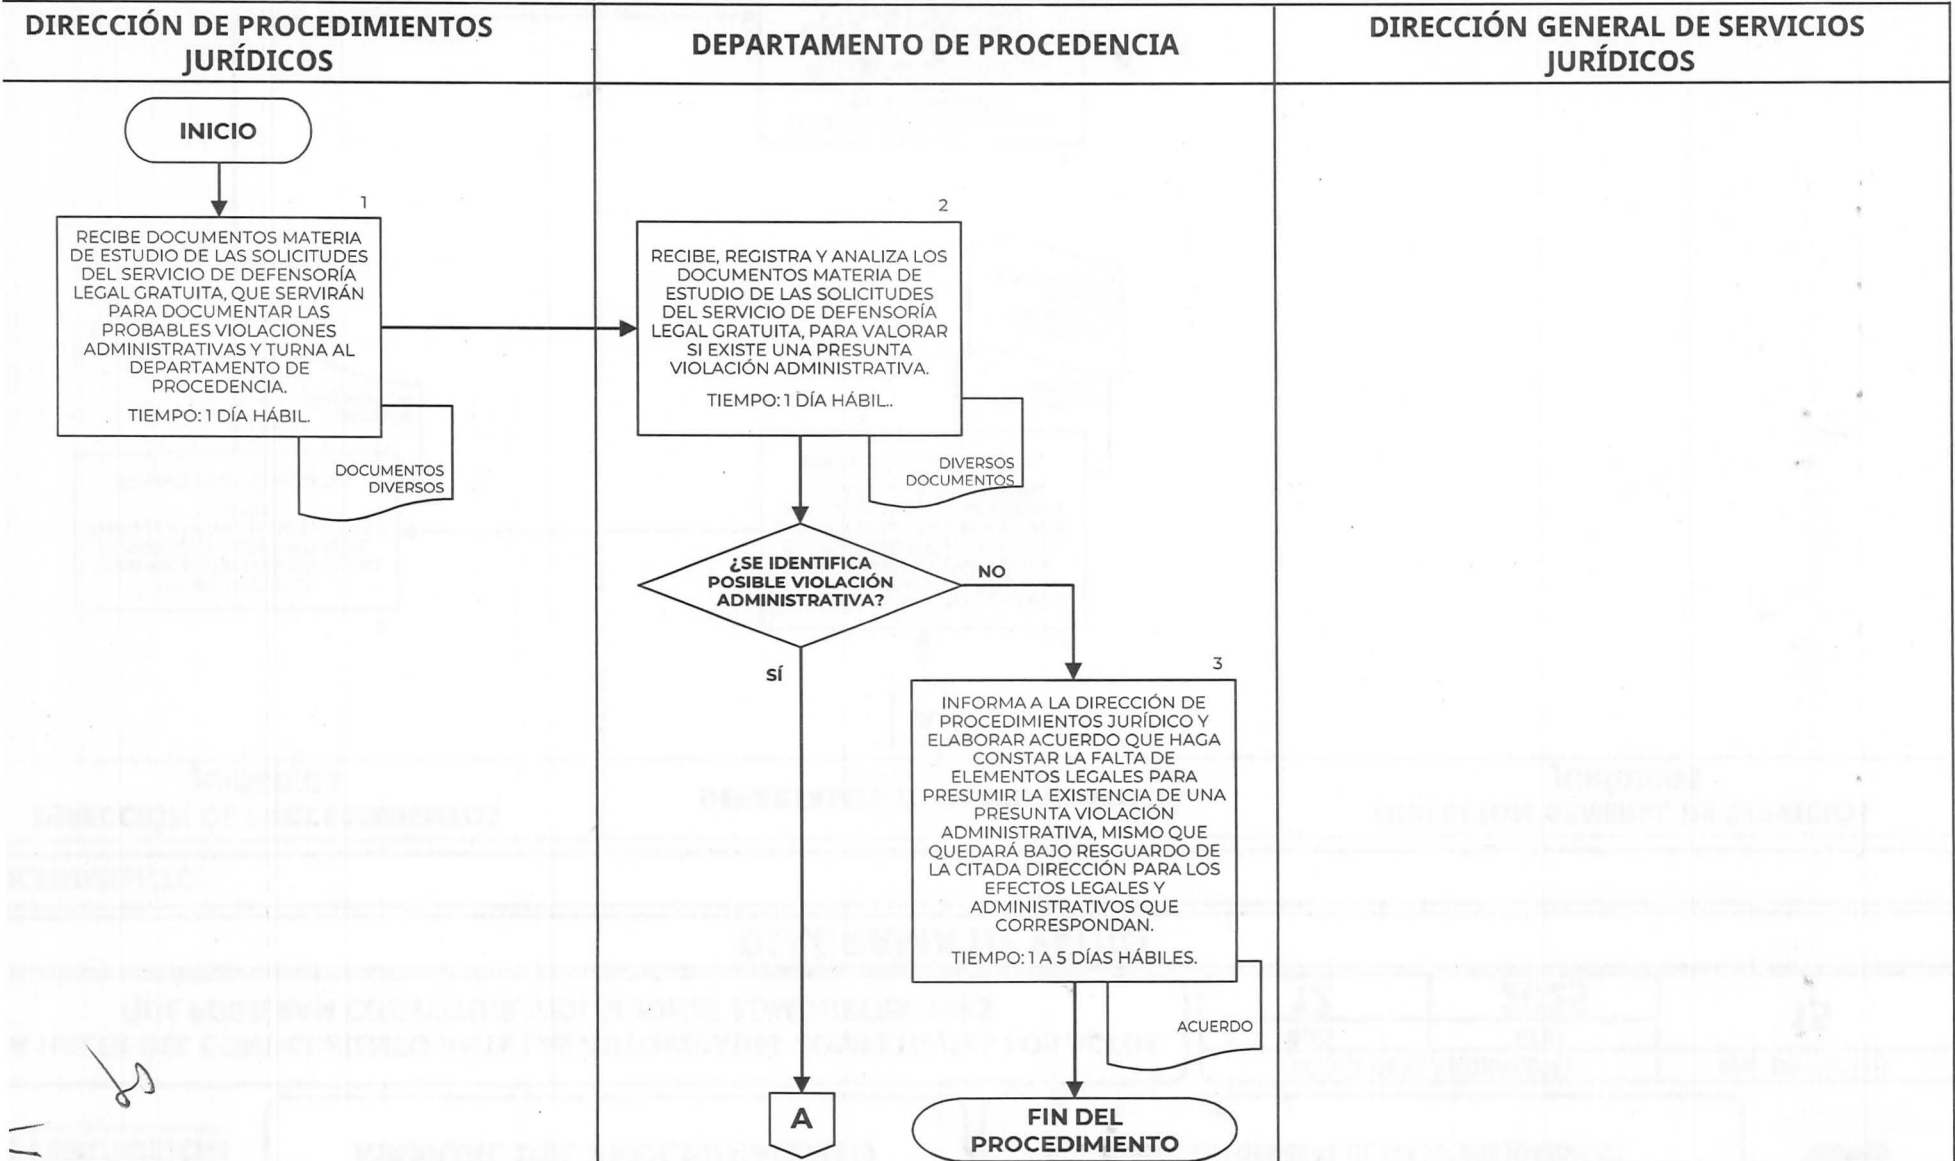 DIRECCIÓN DE PROCEDIMIENTOS
JURÍDICOS
DEPARTAMENTO DE PROCEDENCIA
DIRECCIÓN GENERAL DE SERVICIOS
JURÍDICOS
INICIO
1
RECIBE DOCUMENTOS MATERIA
DE ESTUDIO DE LAS SOLICITUDES
DEL SERVICIO DE DEFENSORÍA
LEGAL GRATUITA, QUE SERVIRÁN
PARA DOCUMENTAR LAS
PROBABLES VIOLACIONES
ADMINISTRATIVAS Y TURNA AL
DEPARTAMENTO DE
PROCEDENCIA.
TIEMPO: 1 DÍA HÁBIL.
DOCUMENTOS
DIVERSOS
2
RECIBE, REGISTRA Y ANALIZA LOS
DOCUMENTOS MATERIA DE
ESTUDIO DE LAS SOLICITUDES
DEL SERVICIO DE DEFENSORÍA
LEGAL GRATUITA, PARA VALORAR
SI EXISTE UNA PRESUNTA
VIOLACIÓN ADMINISTRATIVA.
TIEMPO: 1 DÍA HÁBIL..
DIVERSOS
DOCUMENTOS
¿SE IDENTIFICA
POSIBLE VIOLACIÓN
ADMINISTRATIVA?
NO
SÍ
3
INFORMA A LA DIRECCIÓN DE
PROCEDIMIENTOS JURÍDICO Y
ELABORAR ACUERDO QUE HAGA
CONSTAR LA FALTA DE
ELEMENTOS LEGALES PARA
PRESUMIR LA EXISTENCIA DE UNA
PRESUNTA VIOLACIÓN
ADMINISTRATIVA, MISMO QUE
QUEDARÁ BAJO RESGUARDO DE
LA CITADA DIRECCIÓN PARA LOS
EFECTOS LEGALES Y
ADMINISTRATIVOS QUE
CORRESPONDAN.
TIEMPO: 1 A 5 DÍAS HÁBILES.
ACUERDO
A
FIN DEL
PROCEDIMIENTO